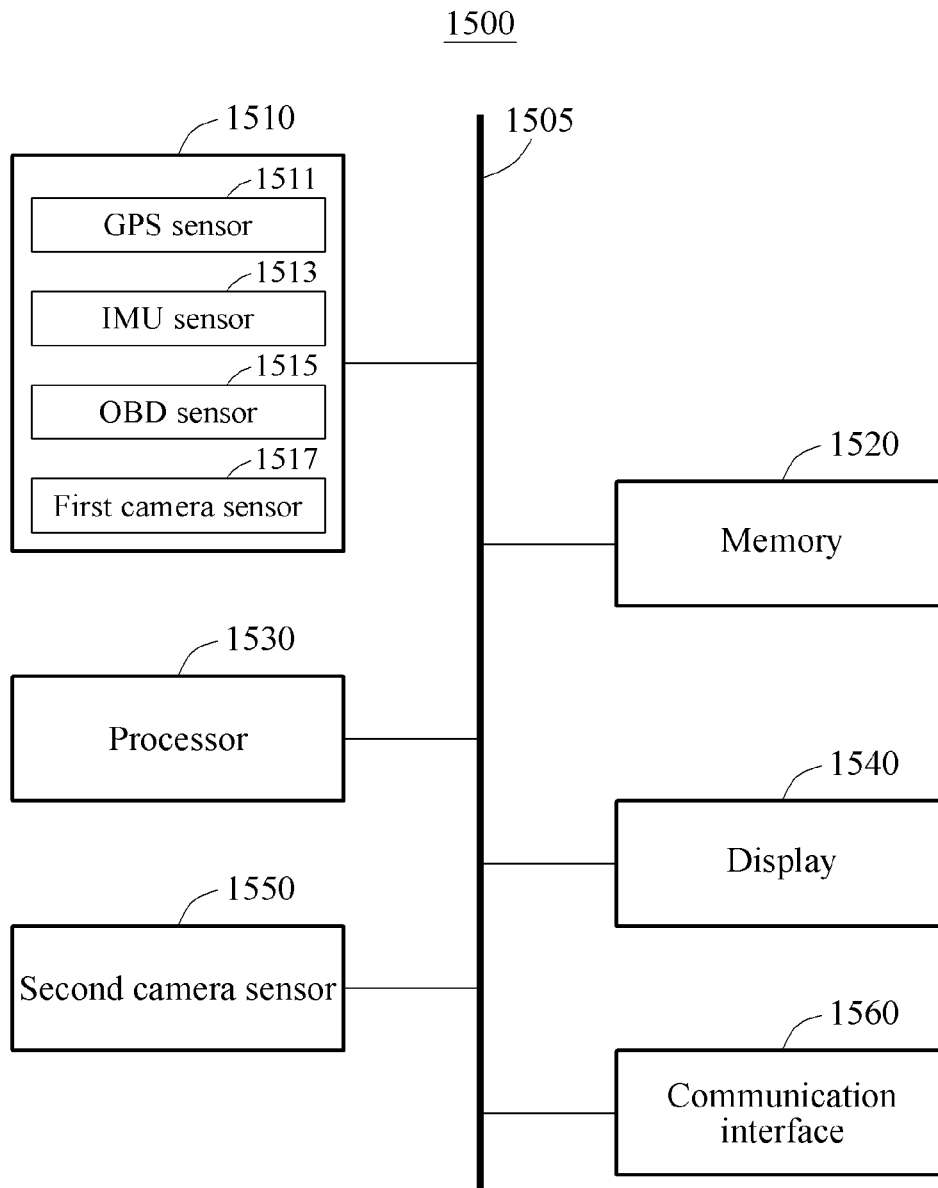 1500
1510
1505
1511
GPS sensor
1513
IMU sensor
1515
OBD sensor
1517
First camera sensor
1520
Memory
1530
Processor
1540
Display
1550
Second camera sensor
1560
Communication
interface